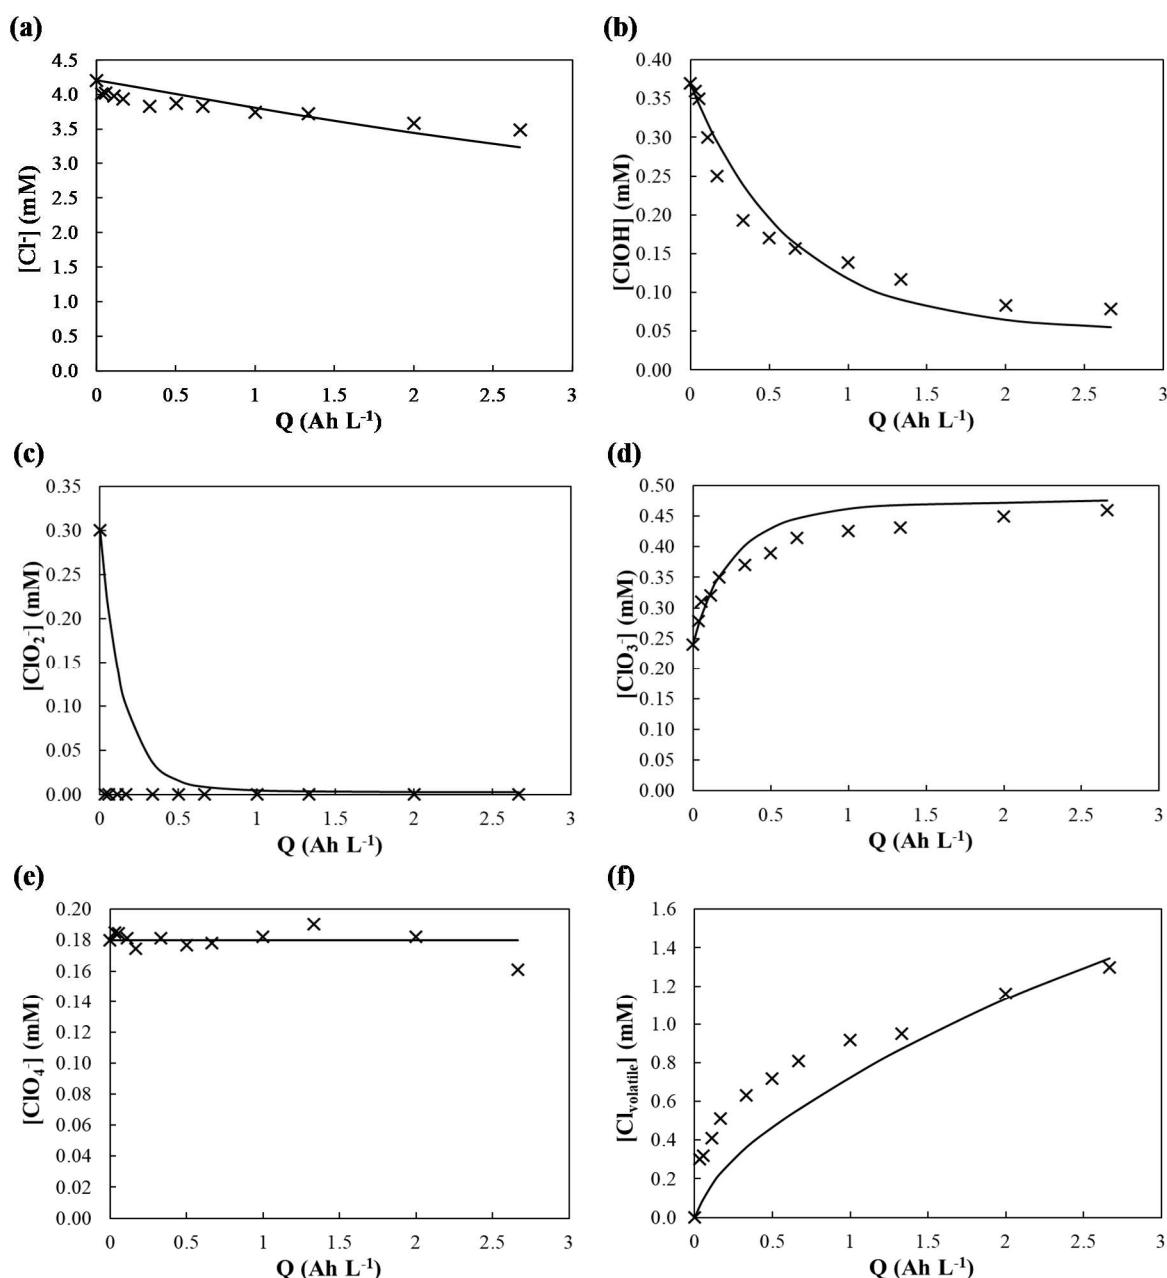 (a)
4.5
4.0
3.5
3.0
2.5
2.0
1.5
1.0
0.5
0.0
[Cl⁻] (mM)
0 0.5 1 1.5 2 2.5 3
Q (Ah L⁻¹)
(b)
0.40
0.35
0.30
0.25
0.20
0.15
0.10
0.05
0.00
[ClOH] (mM)
0 0.5 1 1.5 2 2.5 3
Q (Ah L⁻¹)
(c)
0.35
0.30
0.25
0.20
0.15
0.10
0.05
0.00
[ClO₂⁻] (mM)
0 0.5 1 1.5 2 2.5 3
Q (Ah L⁻¹)
(d)
0.50
0.45
0.40
0.35
0.30
0.25
0.20
0.15
0.10
0.05
0.00
[ClO₃⁻] (mM)
0 0.5 1 1.5 2 2.5 3
Q (Ah L⁻¹)
(e)
0.20
0.18
0.16
0.14
0.12
0.10
0.08
0.06
0.04
0.02
0.00
[ClO₄⁻] (mM)
0 0.5 1 1.5 2 2.5 3
Q (Ah L⁻¹)
(f)
1.6
1.4
1.2
1.0
0.8
0.6
0.4
0.2
0.0
[Cl_volatile] (mM)
0 0.5 1 1.5 2 2.5 3
Q (Ah L⁻¹)